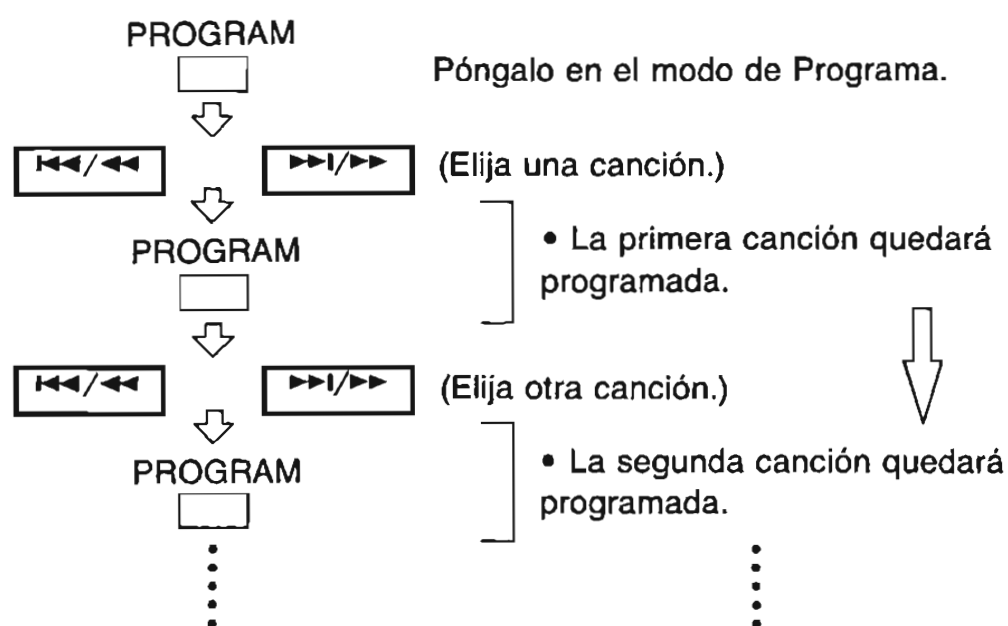 PROGRAM
Póngalo en el modo de Programa.
⏮◀/◀◀ ▶▶I/▶▶ (Elija una canción.)
PROGRAM
• La primera canción quedará
programada.
⏮◀/◀◀ ▶▶I/▶▶ (Elija otra canción.)
PROGRAM
• La segunda canción quedará
programada.